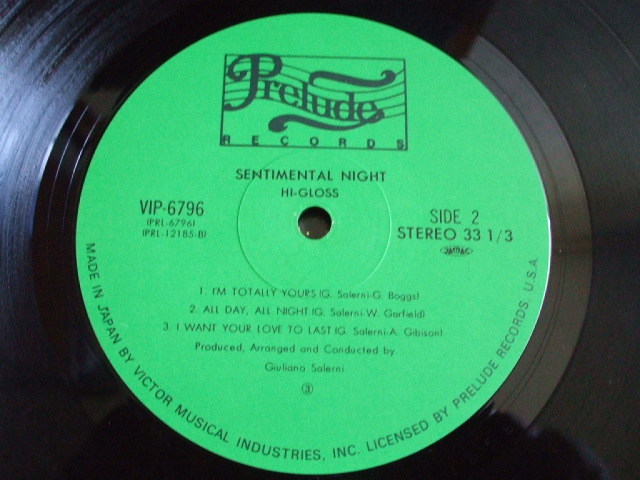 Prelude
RECORDS
SENTIMENTAL NIGHT
HI-GLOSS
VIP-6796
(PRL-6796)
(PRL-12185-B)
SIDE 2
STEREO 33 1/3
JASRAC
1. I'M TOTALLY YOURS (G. Salerni-G. Boggs)
2. ALL DAY, ALL NIGHT (G. Salerni-W. Garfield)
3. I WANT YOUR LOVE TO LAST (G. Salerni-A. Gibison)
Produced, Arranged and Conducted by
Giuliano Salerni
③
MADE IN JAPAN BY VICTOR MUSICAL INDUSTRIES, INC. LICENSED BY PRELUDE RECORDS, U.S.A.